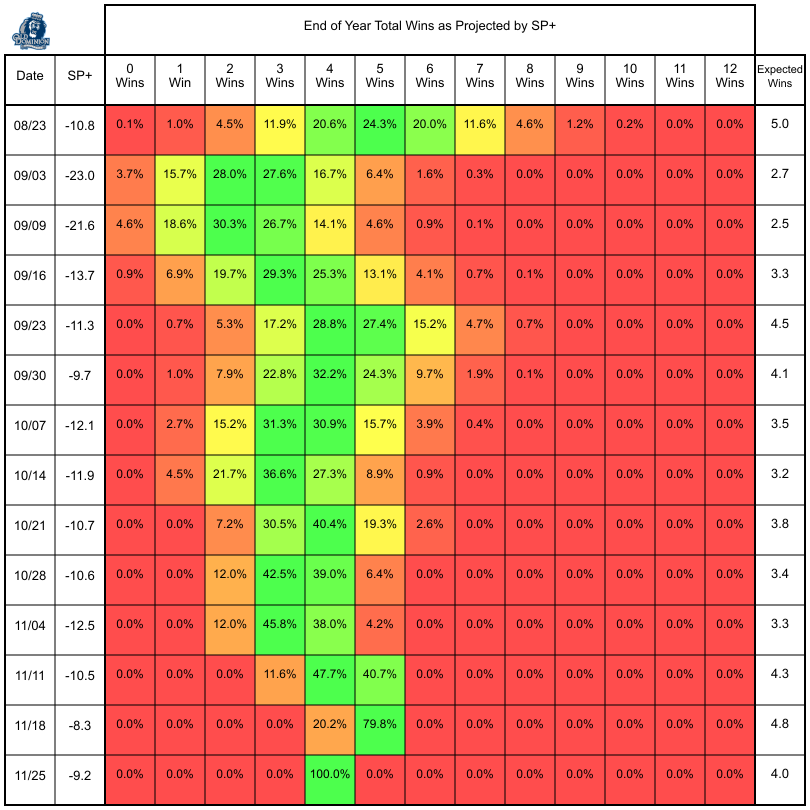 OLD DOMINION
End of Year Total Wins as Projected by SP+
Date SP+ 0 Wins 1 Win 2 Wins 3 Wins 4 Wins 5 Wins 6 Wins 7 Wins 8 Wins 9 Wins 10 Wins 11 Wins 12 Wins Expected Wins
08/23 -10.8 0.1% 1.0% 4.5% 11.9% 20.6% 24.3% 20.0% 11.6% 4.6% 1.2% 0.2% 0.0% 0.0% 5.0
09/03 -23.0 3.7% 15.7% 28.0% 27.6% 16.7% 6.4% 1.6% 0.3% 0.0% 0.0% 0.0% 0.0% 0.0% 2.7
09/09 -21.6 4.6% 18.6% 30.3% 26.7% 14.1% 4.6% 0.9% 0.1% 0.0% 0.0% 0.0% 0.0% 0.0% 2.5
09/16 -13.7 0.9% 6.9% 19.7% 29.3% 25.3% 13.1% 4.1% 0.7% 0.1% 0.0% 0.0% 0.0% 0.0% 3.3
09/23 -11.3 0.0% 0.7% 5.3% 17.2% 28.8% 27.4% 15.2% 4.7% 0.7% 0.0% 0.0% 0.0% 0.0% 4.5
09/30 -9.7 0.0% 1.0% 7.9% 22.8% 32.2% 24.3% 9.7% 1.9% 0.1% 0.0% 0.0% 0.0% 0.0% 4.1
10/07 -12.1 0.0% 2.7% 15.2% 31.3% 30.9% 15.7% 3.9% 0.4% 0.0% 0.0% 0.0% 0.0% 0.0% 3.5
10/14 -11.9 0.0% 4.5% 21.7% 36.6% 27.3% 8.9% 0.9% 0.0% 0.0% 0.0% 0.0% 0.0% 0.0% 3.2
10/21 -10.7 0.0% 0.0% 7.2% 30.5% 40.4% 19.3% 2.6% 0.0% 0.0% 0.0% 0.0% 0.0% 0.0% 3.8
10/28 -10.6 0.0% 0.0% 12.0% 42.5% 39.0% 6.4% 0.0% 0.0% 0.0% 0.0% 0.0% 0.0% 0.0% 3.4
11/04 -12.5 0.0% 0.0% 12.0% 45.8% 38.0% 4.2% 0.0% 0.0% 0.0% 0.0% 0.0% 0.0% 0.0% 3.3
11/11 -10.5 0.0% 0.0% 0.0% 11.6% 47.7% 40.7% 0.0% 0.0% 0.0% 0.0% 0.0% 0.0% 0.0% 4.3
11/18 -8.3 0.0% 0.0% 0.0% 0.0% 20.2% 79.8% 0.0% 0.0% 0.0% 0.0% 0.0% 0.0% 0.0% 4.8
11/25 -9.2 0.0% 0.0% 0.0% 0.0% 100.0% 0.0% 0.0% 0.0% 0.0% 0.0% 0.0% 0.0% 0.0% 4.0